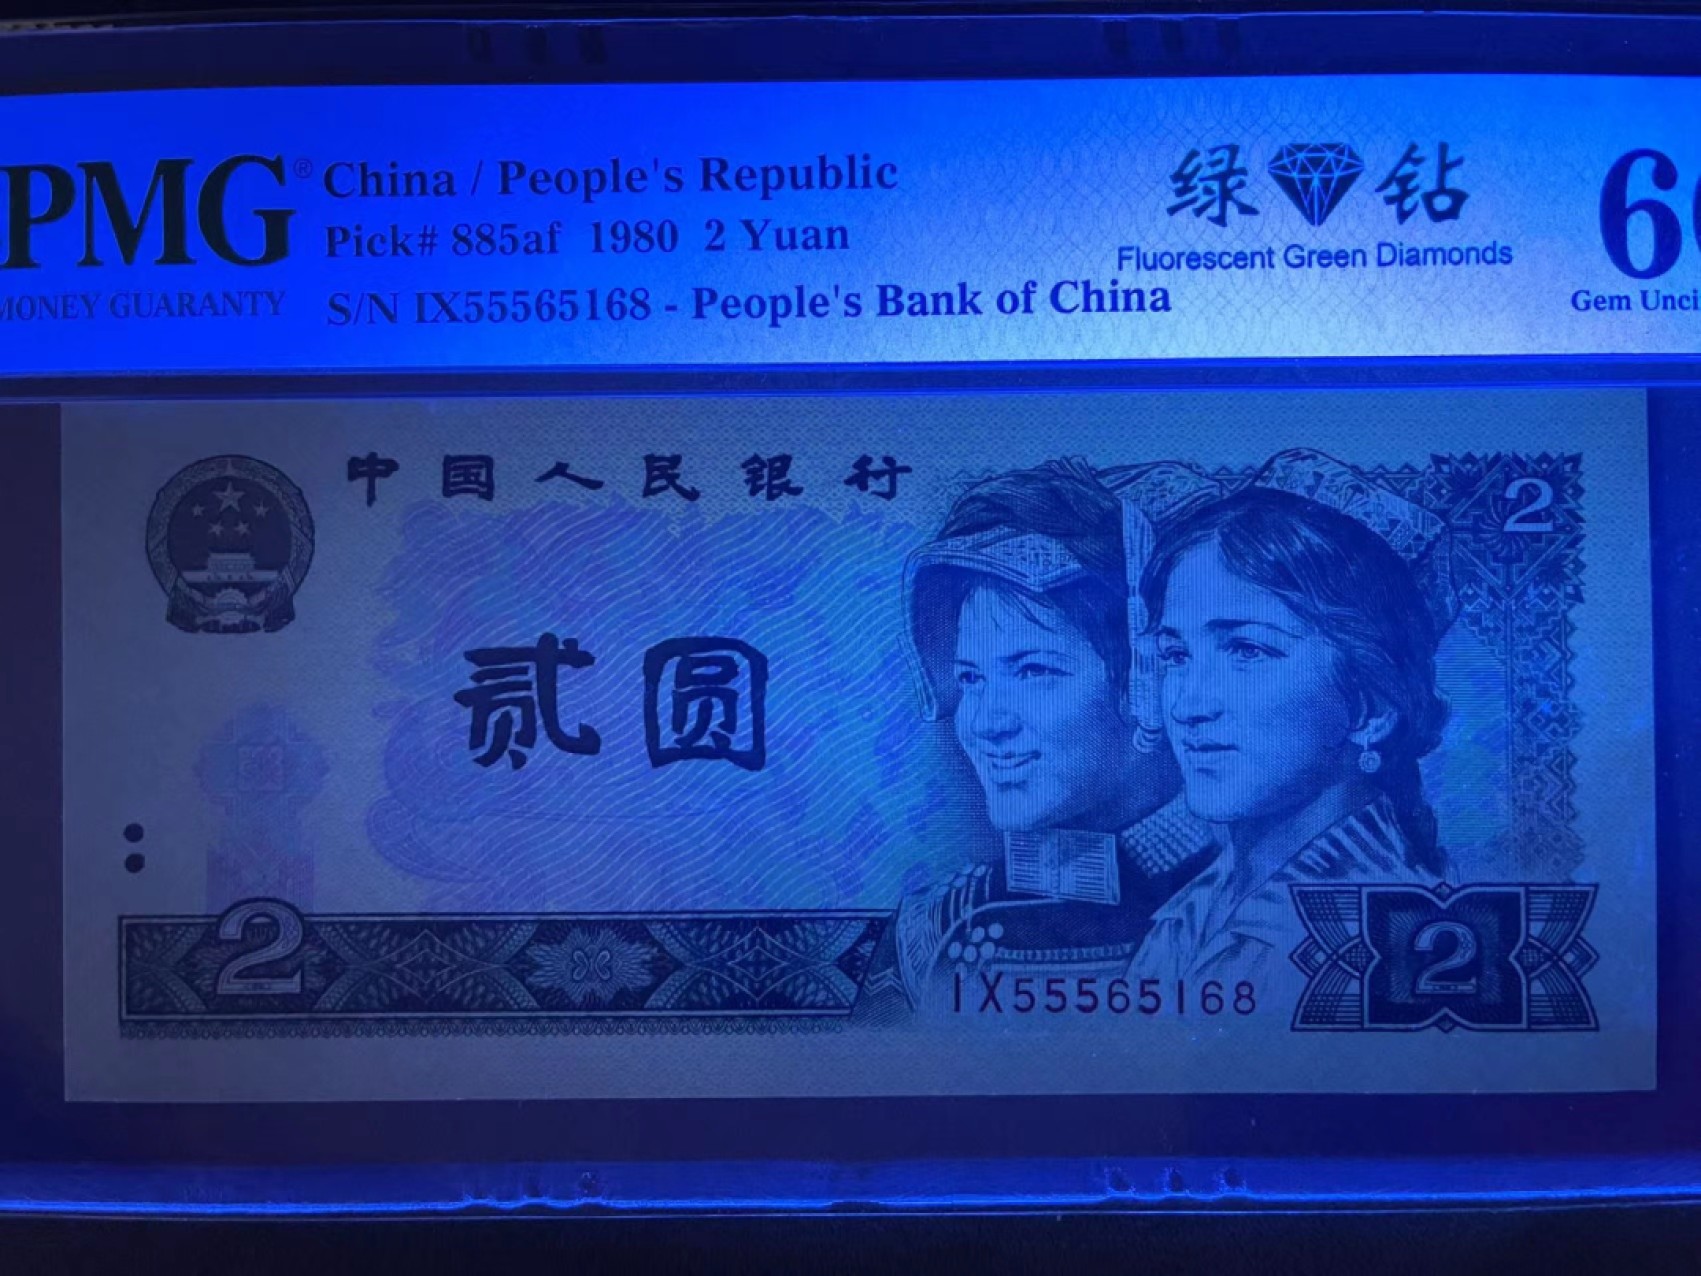 PMG® China / People's Republic
Pick# 885af 1980 2 Yuan
MONEY GUARANTY
S/N IX55565168 - People's Bank of China
绿 钻
Fluorescent Green Diamonds
6
Gem Unci
中国人民银行
2
贰圆
2
IX55565168
2